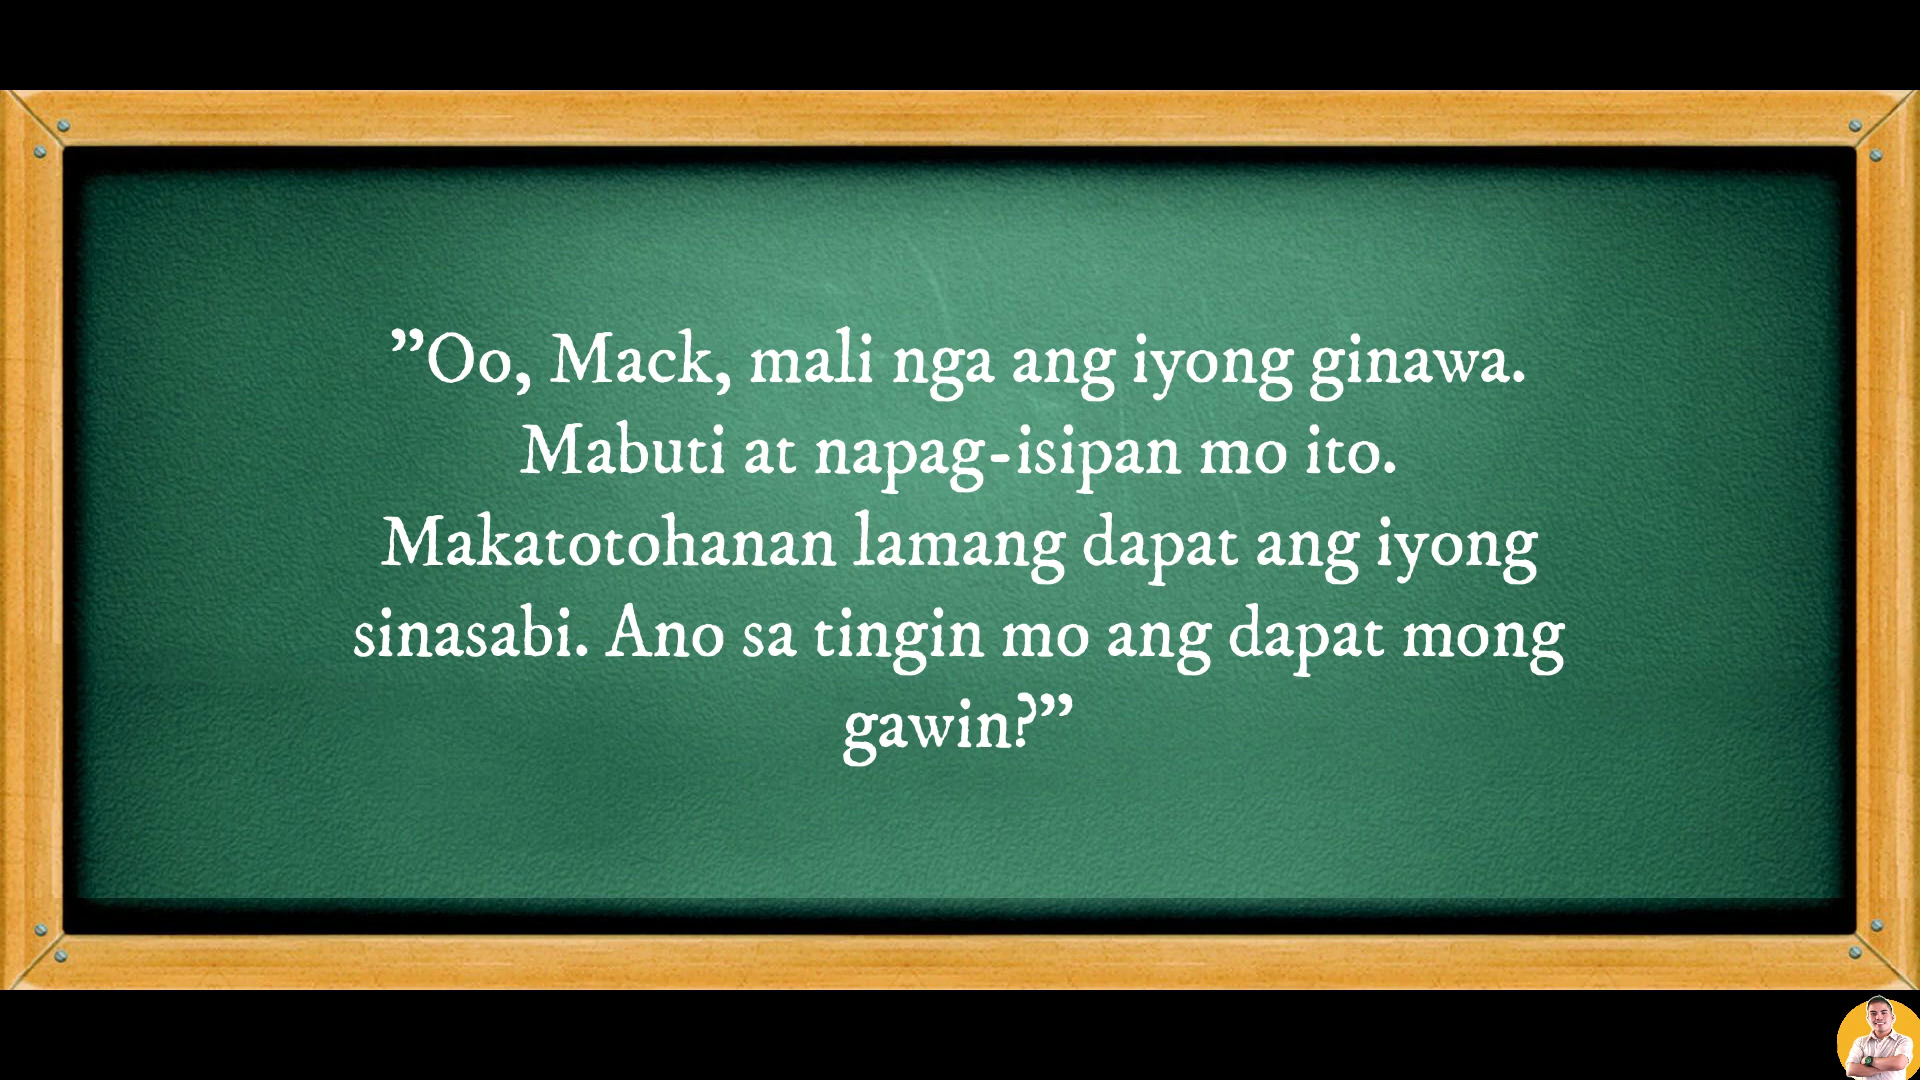 ”Oo, Mack, mali nga ang iyong ginawa.
Mabuti at napag-isipan mo ito.
Makatotohanan lamang dapat ang iyong
sinasabi. Ano sa tingin mo ang dapat mong
gawin?”